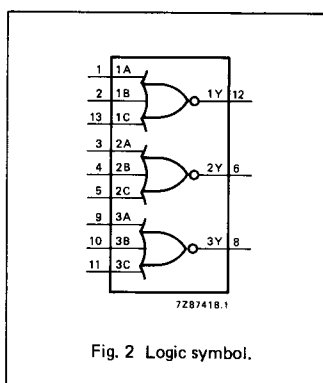 1 1A
2 1B 1Y 12
13 1C
3 2A
4 2B 2Y 6
5 2C
9 3A
10 3B 3Y 8
11 3C
7Z87418.1
Fig. 2 Logic symbol.